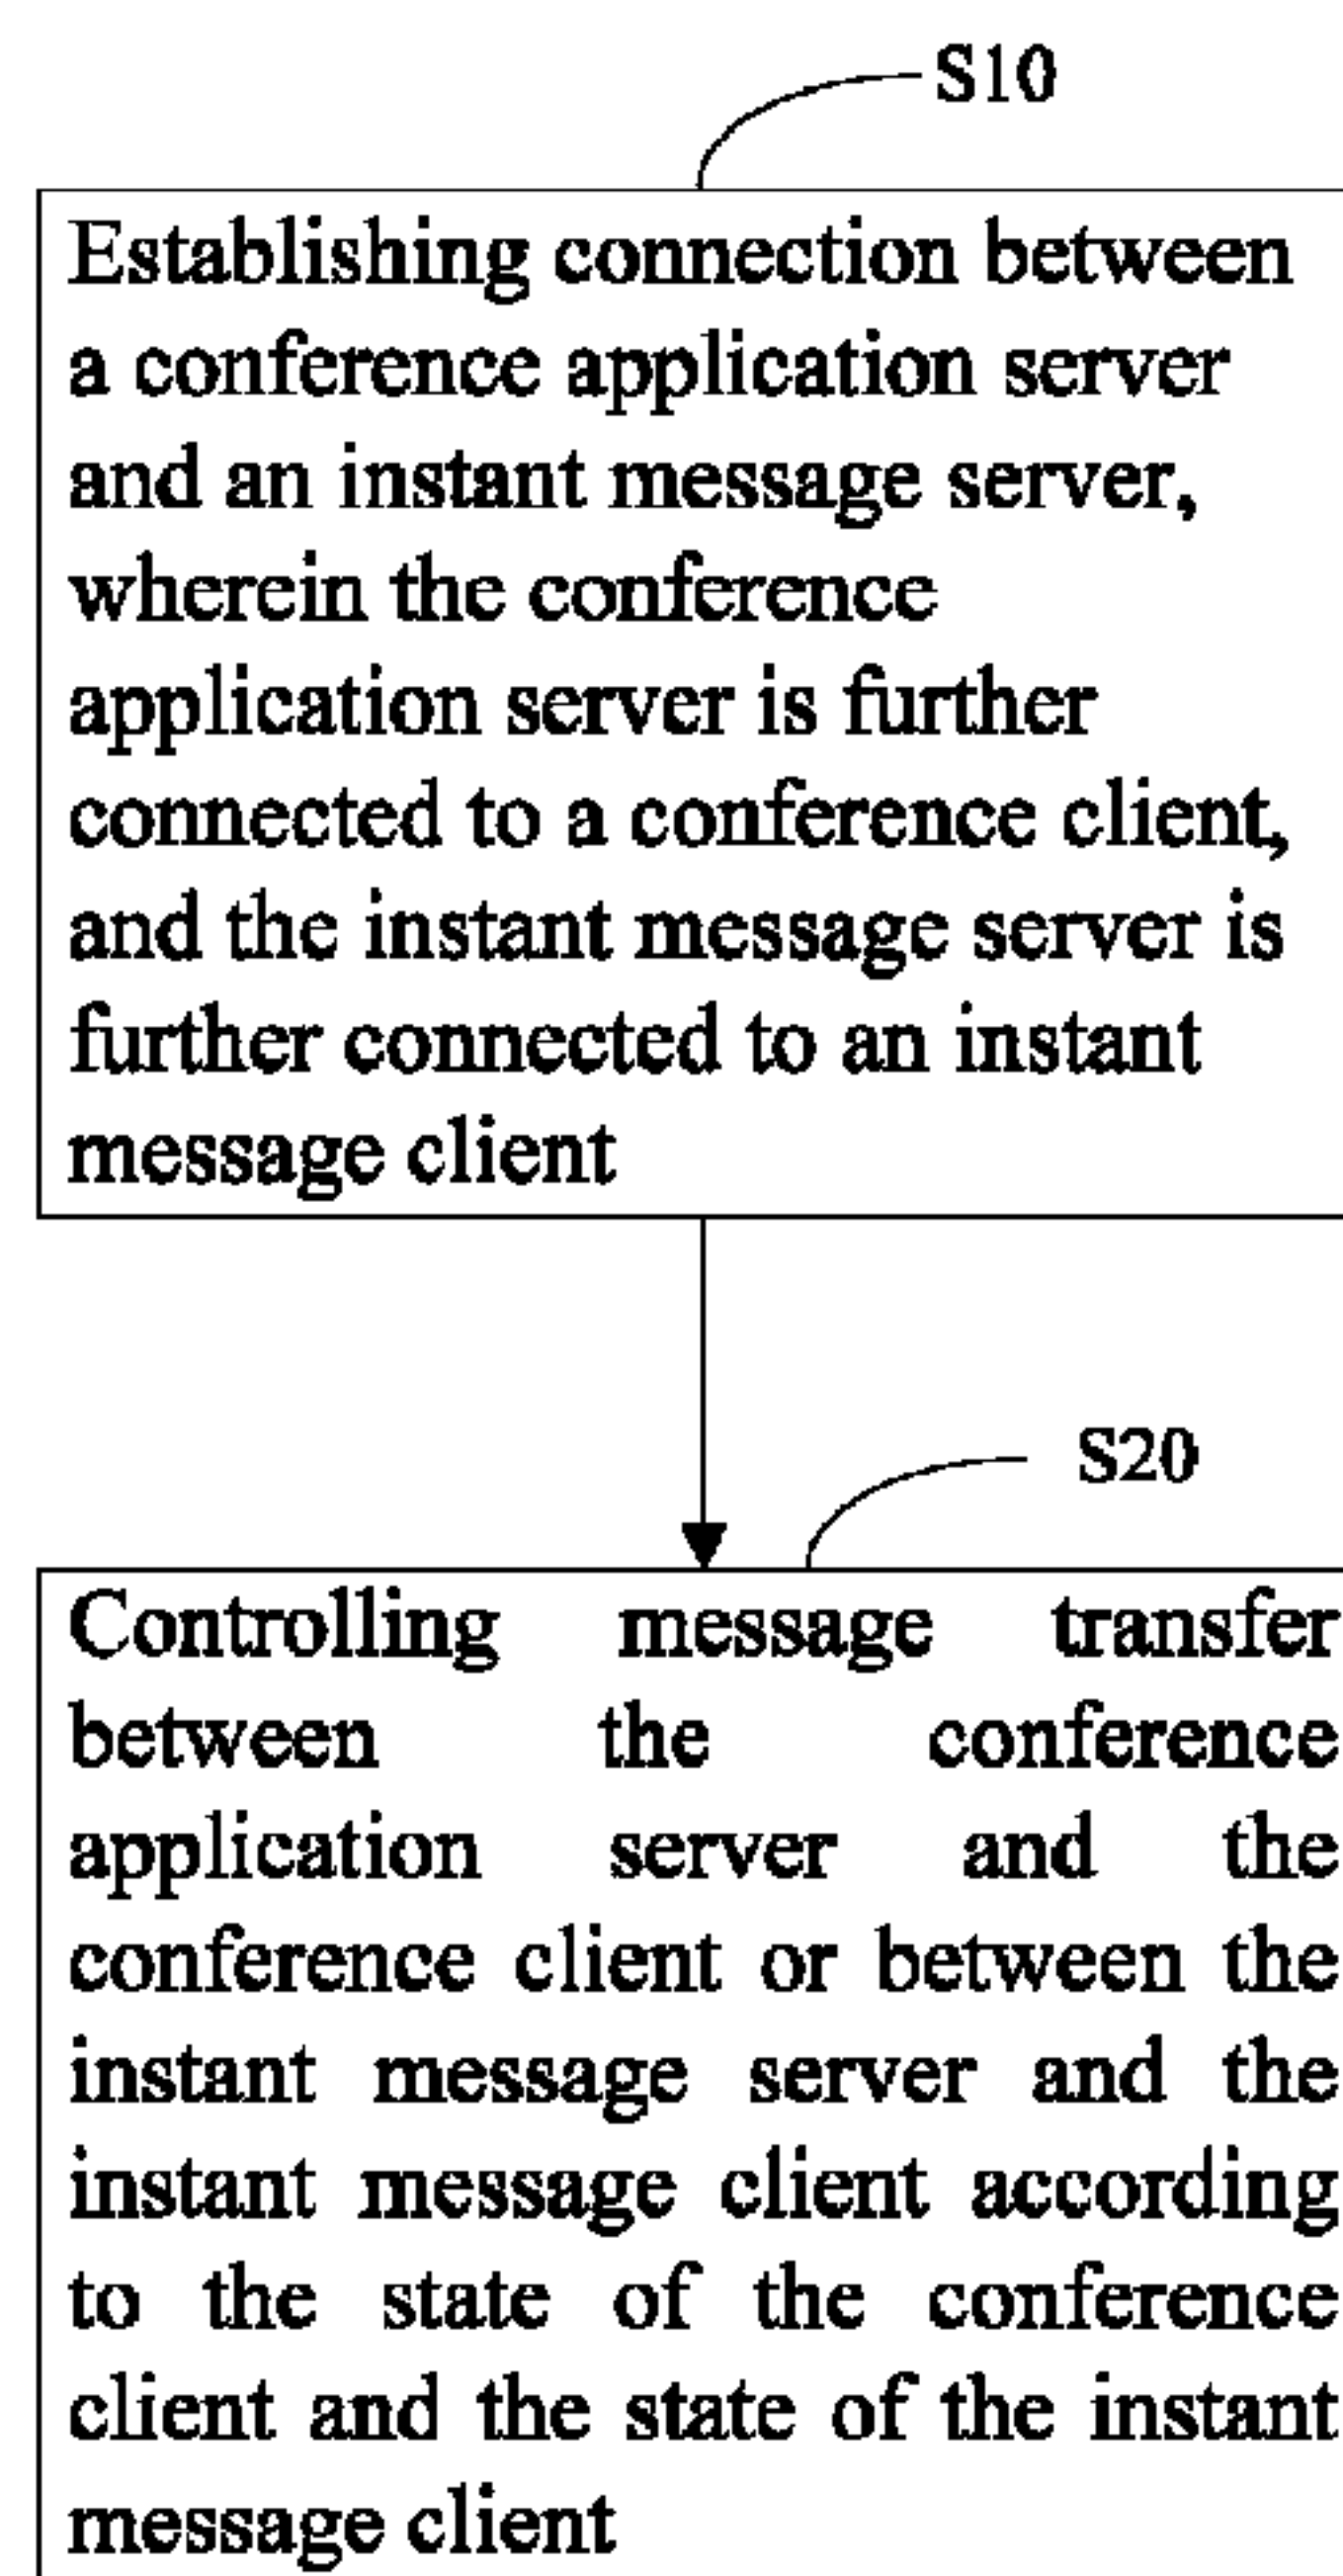 S10
Establishing connection between
a conference application server
and an instant message server,
wherein the conference
application server is further
connected to a conference client,
and the instant message server is
further connected to an instant
message client
S20
Controlling message transfer
between the conference
application server and the
conference client or between the
instant message server and the
instant message client according
to the state of the conference
client and the state of the instant
message client